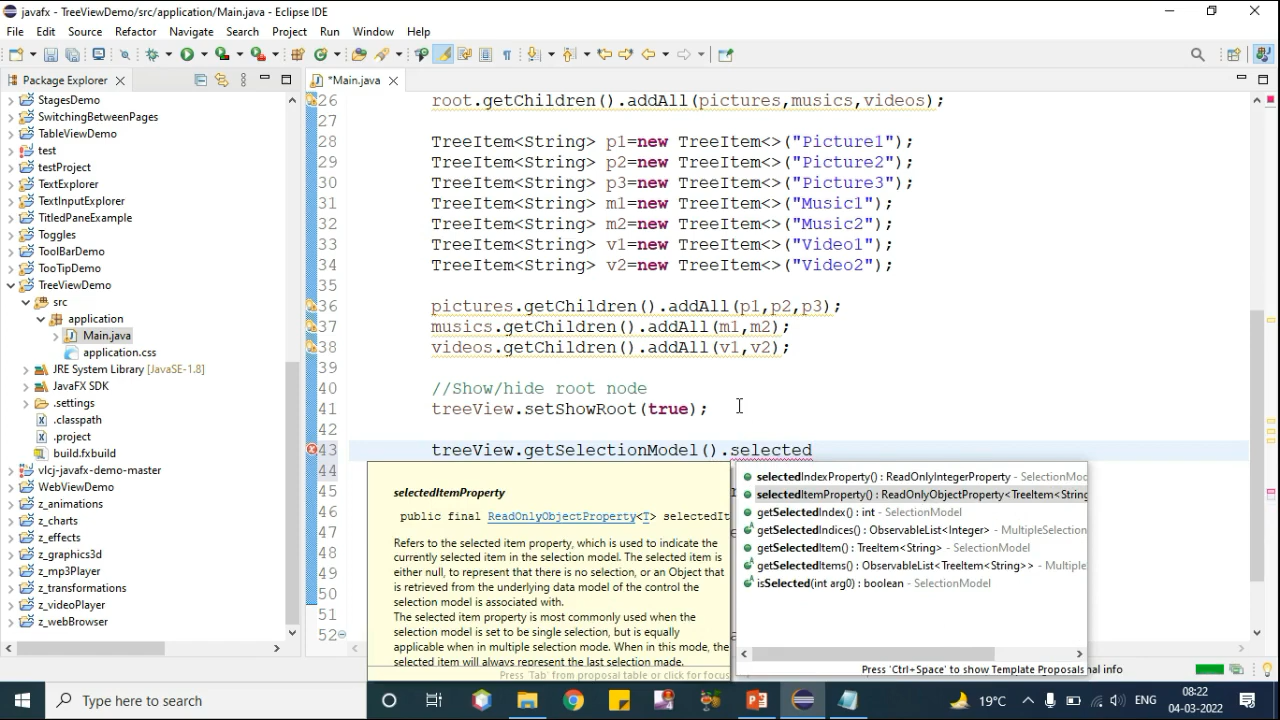 javafx - TreeViewDemo/src/application/Main.java - Eclipse IDE
File Edit Source Refactor Navigate Search Project Run Window Help
Package Explorer
*Main.java
StagesDemo
SwitchingBetweenPages
TableViewDemo
test
testProject
TextExplorer
TextInputExplorer
TitledPaneExample
Toggles
ToolBarDemo
TooTipDemo
TreeViewDemo
src
application
Main.java
application.css
JRE System Library [JavaSE-1.8]
JavaFX SDK
.settings
.classpath
.project
build.fxbuild
vlcj-javafx-demo-master
WebViewDemo
z_animations
z_charts
z_effects
z_graphics3d
z_mp3Player
z_transformations
z_videoPlayer
z_webBrowser
26 root.getChildren().addAll(pictures,musics,videos);
27
28 TreeItem<String> p1=new TreeItem<>("Picture1");
29 TreeItem<String> p2=new TreeItem<>("Picture2");
30 TreeItem<String> p3=new TreeItem<>("Picture3");
31 TreeItem<String> m1=new TreeItem<>("Music1");
32 TreeItem<String> m2=new TreeItem<>("Music2");
33 TreeItem<String> v1=new TreeItem<>("Video1");
34 TreeItem<String> v2=new TreeItem<>("Video2");
35
36 pictures.getChildren().addAll(p1,p2,p3);
37 musics.getChildren().addAll(m1,m2);
38 videos.getChildren().addAll(v1,v2);
39
40 //Show/hide root node
41 treeView.setShowRoot(true);
42
43 treeView.getSelectionModel().selected
44
45
46
47
48
49
50
51
52
selectedItemProperty
public final ReadOnlyObjectProperty<T> selectedIt
Refers to the selected item property, which is used to indicate the
currently selected item in the selection model. The selected item is
either null, to represent that there is no selection, or an Object that
is retrieved from the underlying data model of the control the
selection model is associated with.
The selected item property is most commonly used when the
selection model is set to be single selection, but is equally
applicable when in multiple selection mode. When in this mode, the
selected item will always represent the last selection made.
Press 'Tab' from proposal table or click for focus
selectedIndexProperty() : ReadOnlyIntegerProperty - SelectionMod
selectedItemProperty() : ReadOnlyObjectProperty<TreeItem<String
getSelectedIndex() : int - SelectionModel
getSelectedIndices() : ObservableList<Integer> - MultipleSelection
getSelectedItem() : TreeItem<String> - SelectionModel
getSelectedItems() : ObservableList<TreeItem<String>> - Multiple
isSelected(int arg0) : boolean - SelectionModel
Press 'Ctrl+Space' to show Template Proposals
nal info
Type here to search
19°C
ENG
08:22
04-03-2022